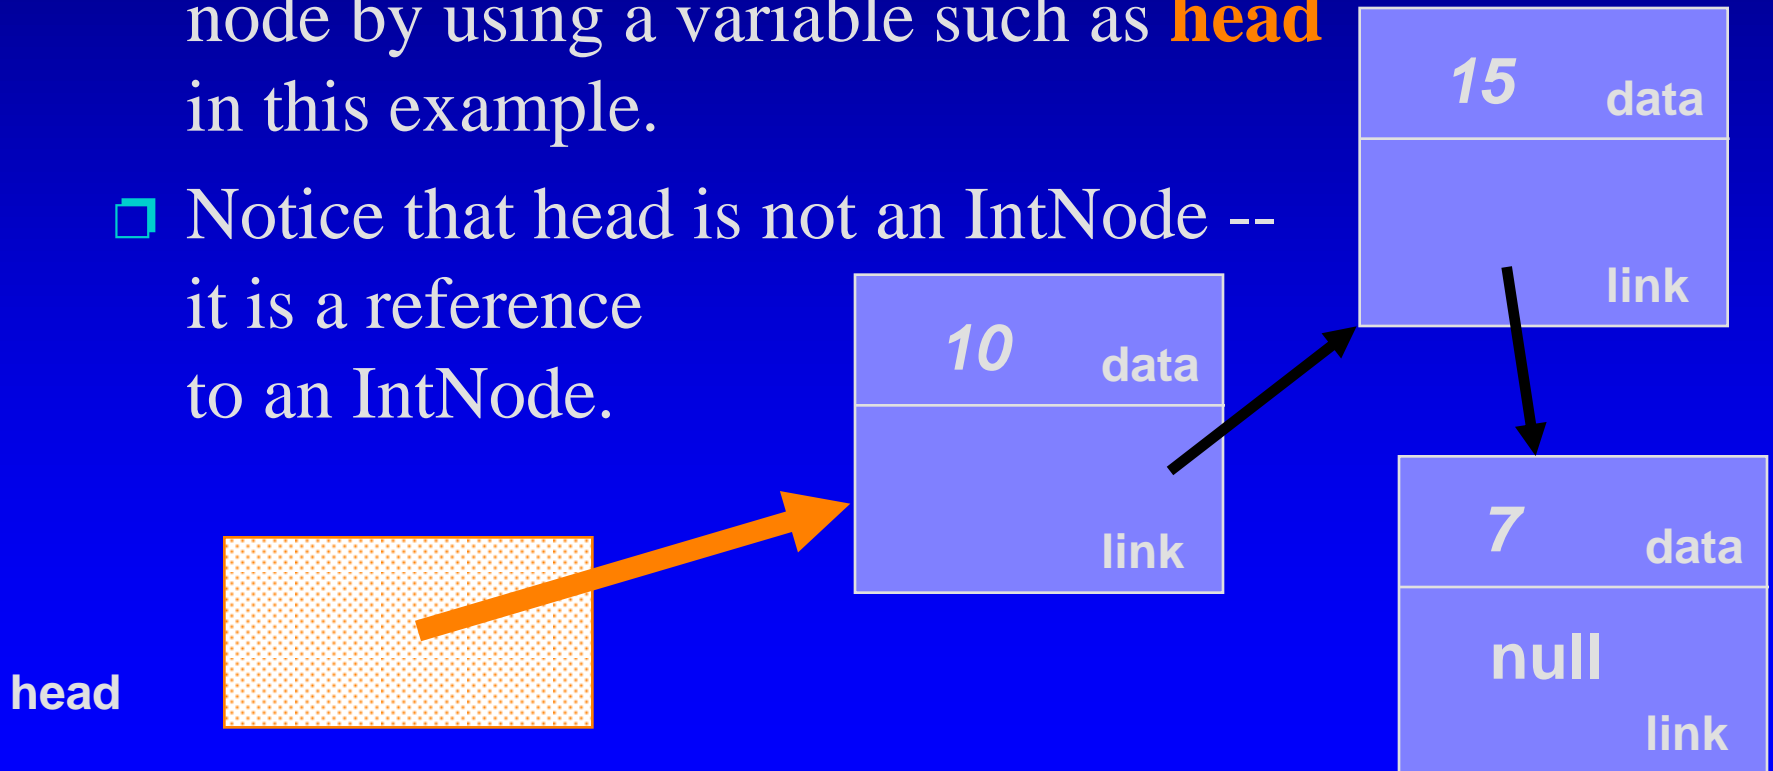 node by using a variable such as head
in this example.
Notice that head is not an IntNode --
it is a reference
to an IntNode.
15
data
link
10
data
link
7
data
null
link
head